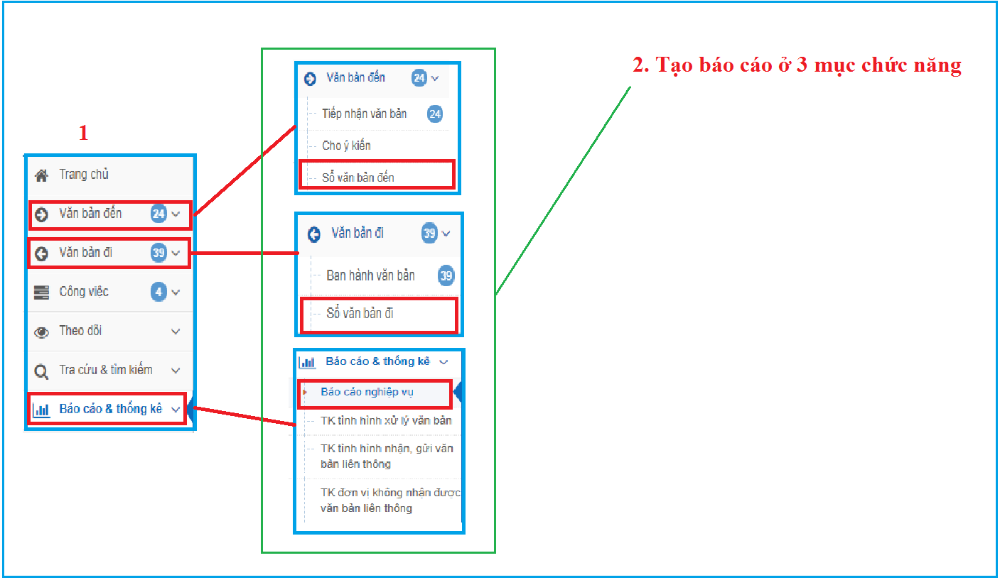 2. Tạo báo cáo ở 3 mục chức năng
1
Trang chủ
Văn bản đến 24
Văn bản đi 39
Công việc 4
Theo dõi
Tra cứu & tìm kiếm
Báo cáo & thống kê
Văn bản đến 24
Tiếp nhận văn bản 24
Cho ý kiến
Sổ văn bản đến
Văn bản đi 39
Ban hành văn bản 39
Sổ văn bản đi
Báo cáo & thống kê
Báo cáo nghiệp vụ
TK tình hình xử lý văn bản
TK tình hình nhận, gửi văn
bản liên thông
TK đơn vị không nhận được
văn bản liên thông